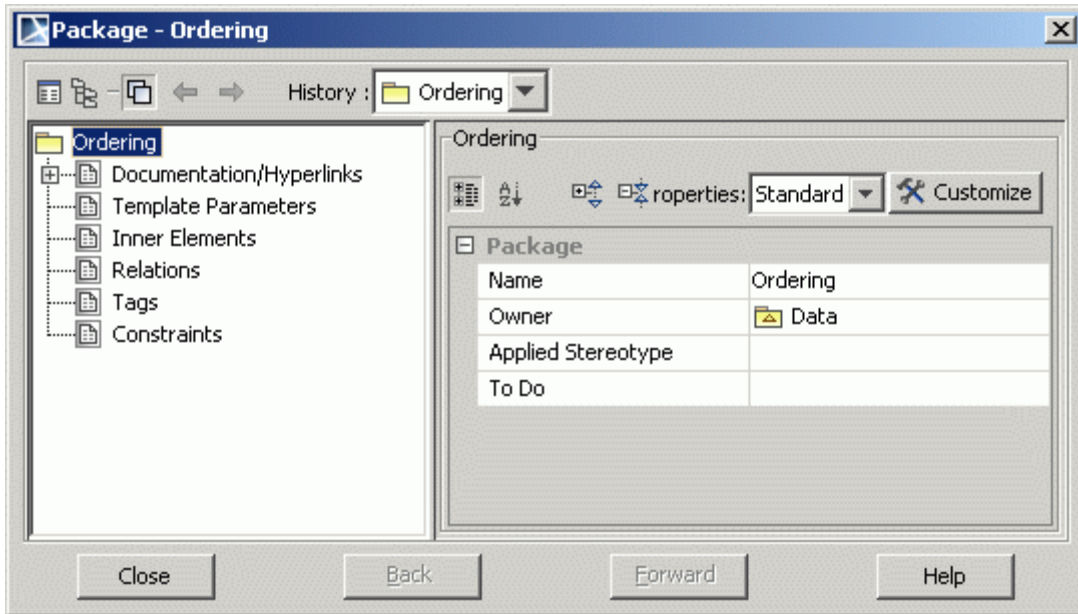 Package - Ordering
History : Ordering
Ordering
Documentation/Hyperlinks
Template Parameters
Inner Elements
Relations
Tags
Constraints
Ordering
roperties: Standard Customize
Package
Name Ordering
Owner Data
Applied Stereotype
To Do
Close Back Forward Help